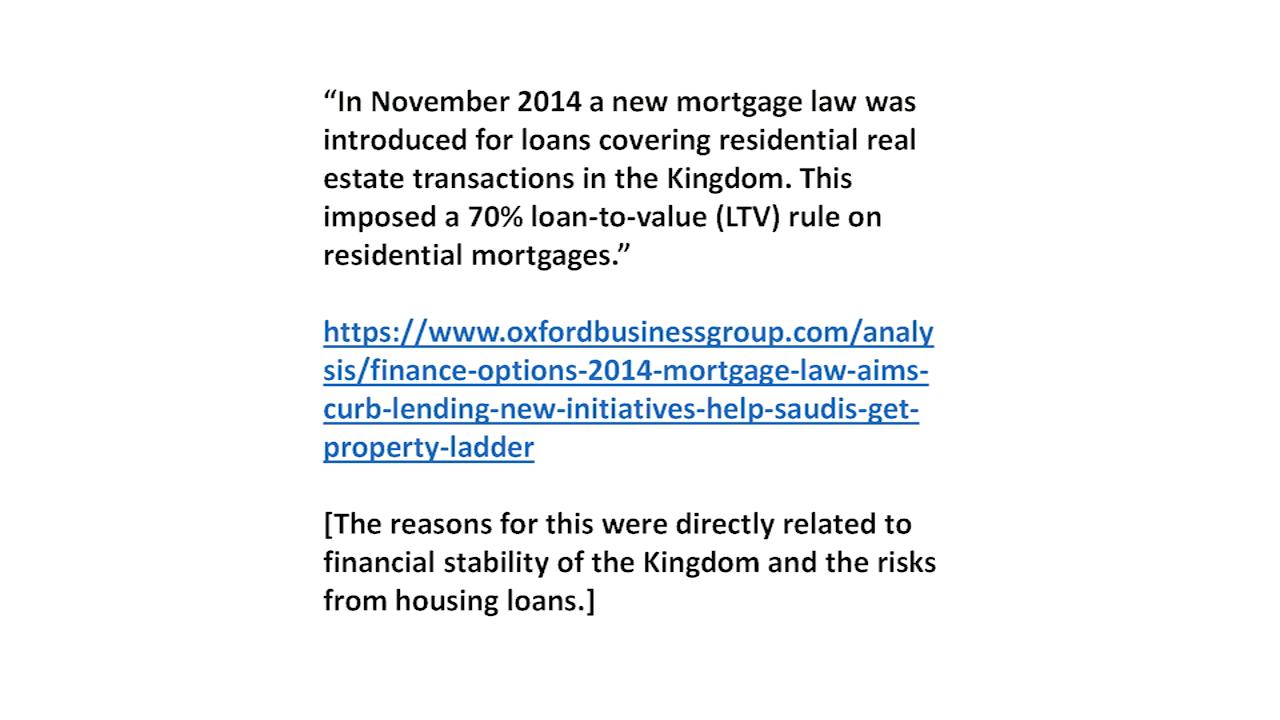 “In November 2014 a new mortgage law was
introduced for loans covering residential real
estate transactions in the Kingdom. This
imposed a 70% loan-to-value (LTV) rule on
residential mortgages.”
https://www.oxfordbusinessgroup.com/analy
sis/finance-options-2014-mortgage-law-aims-
curb-lending-new-initiatives-help-saudis-get-
property-ladder
[The reasons for this were directly related to
financial stability of the Kingdom and the risks
from housing loans.]